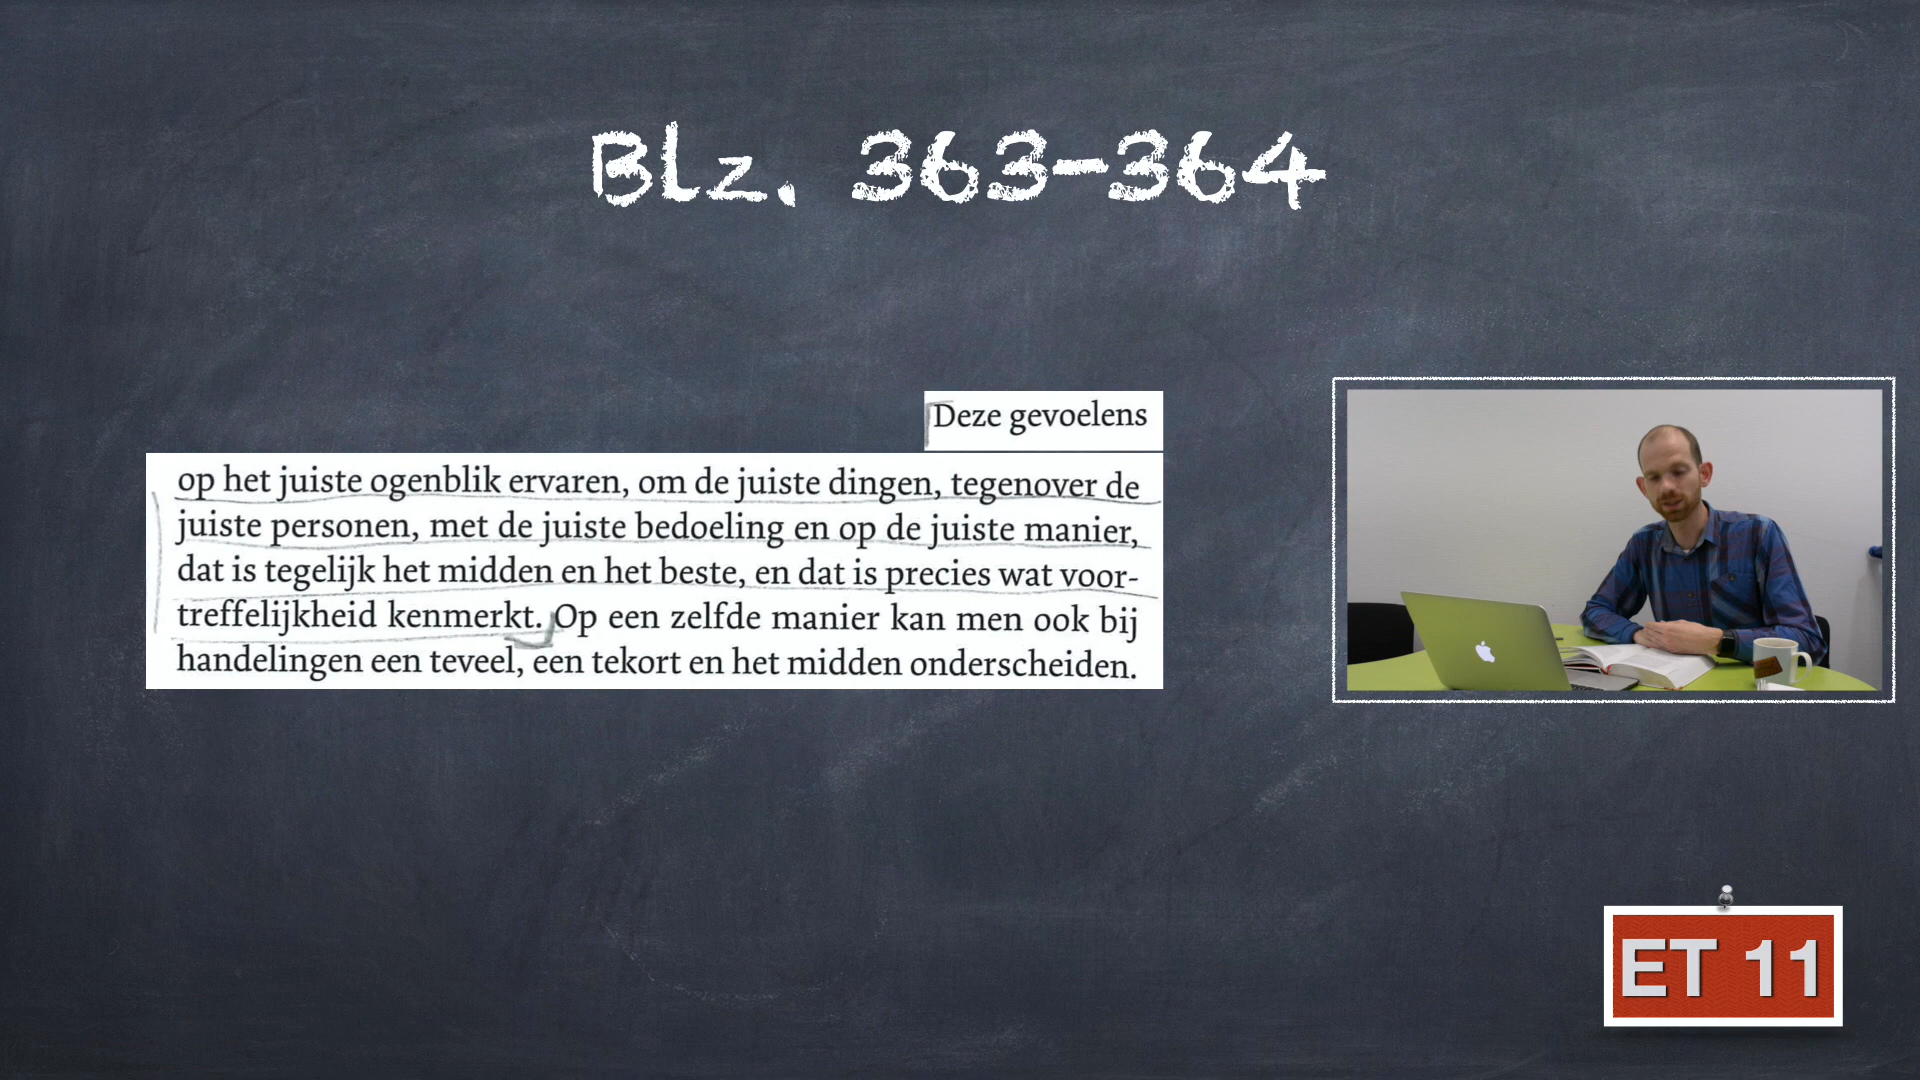 Blz. 363-364
Deze gevoelens
op het juiste ogenblik ervaren, om de juiste dingen, tegenover de
juiste personen, met de juiste bedoeling en op de juiste manier,
dat is tegelijk het midden en het beste, en dat is precies wat voor-
treffelijkheid kenmerkt. Op een zelfde manier kan men ook bij
handelingen een teveel, een tekort en het midden onderscheiden.
ET 11